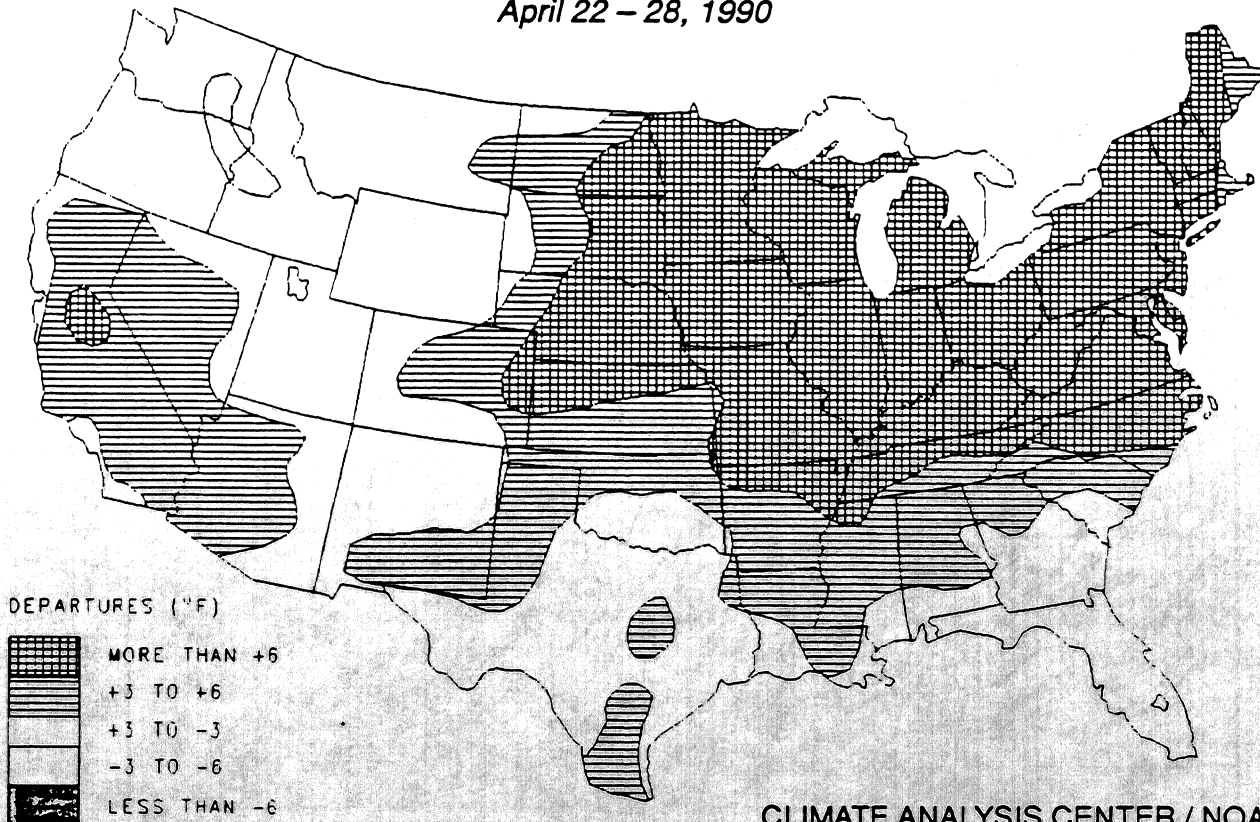 April 22 – 28, 1990
DEPARTURES (°F)
MORE THAN +6
+3 TO +6
+3 TO -3
-3 TO -6
LESS THAN -6
CLIMATE ANALYSIS CENTER / NOA